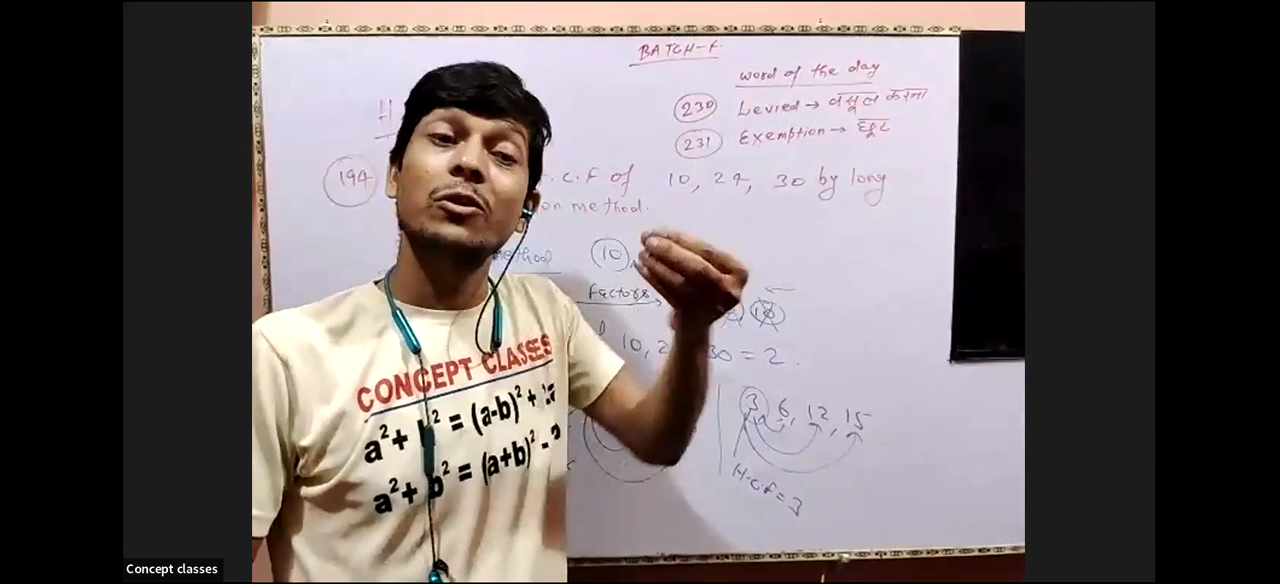 BATCH-F.
word of the day
230 Levied → वसूल करना
231 Exemption → छूट
H
194 .C.F of 10, 24, 30 by long
on method.
method 10
Factors
10, 2 30 = 2.
3, 6, 12, 15
H.C.F = 3
CONCEPT CLASSES
a² + b² = (a-b)² + 2
a² + b² = (a+b)² -
Concept classes